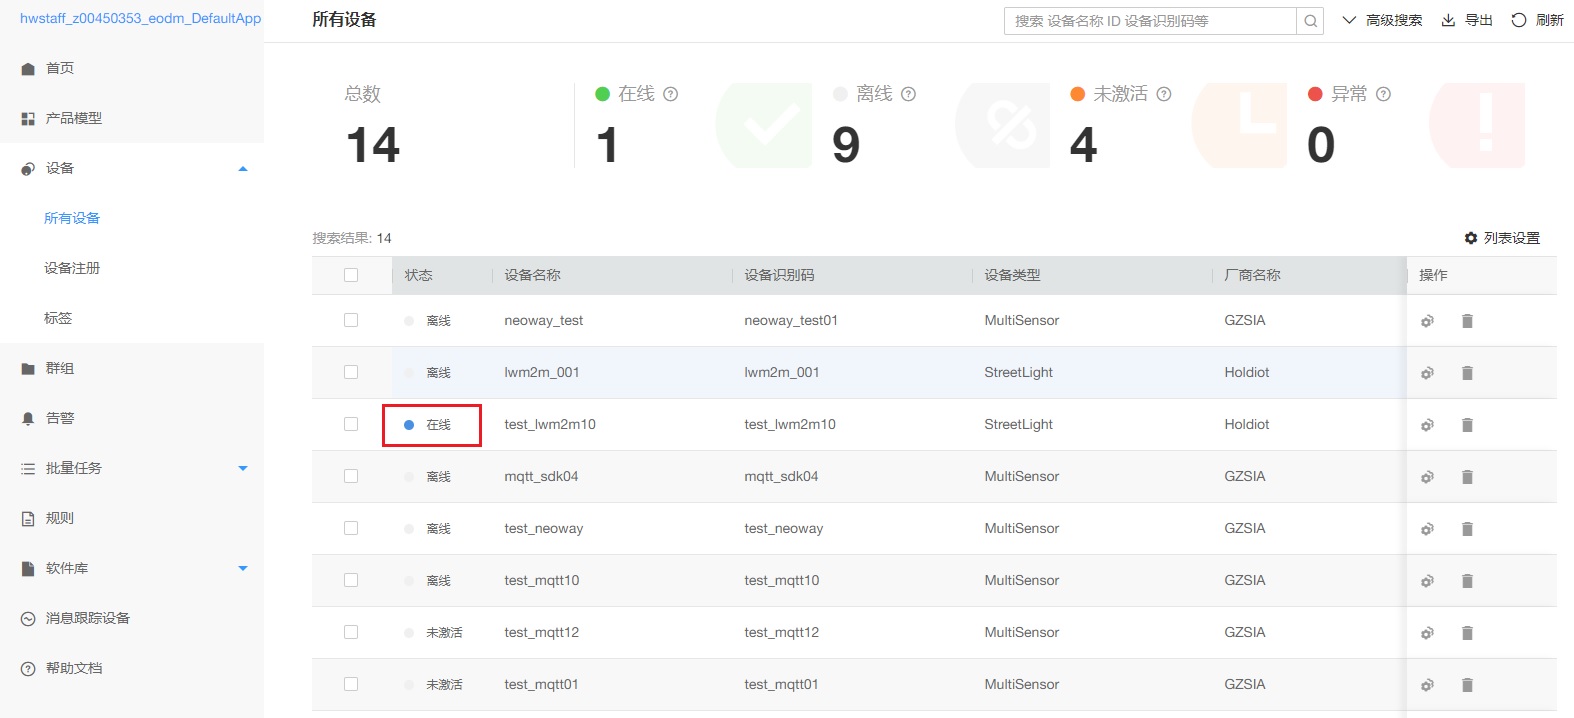 hwstaff_z00450353_eodm_DefaultApp
首页
产品模型
设备
所有设备
设备注册
标签
群组
告警
批量任务
规则
软件库
消息跟踪设备
帮助文档
所有设备
搜索 设备名称 ID 设备识别码等
高级搜索 导出 刷新
总数 在线 离线 未激活 异常
14 1 9 4 0
搜索结果: 14 列表设置
状态 设备名称 设备识别码 设备类型 厂商名称 操作
离线 neoway_test neoway_test01 MultiSensor GZSIA
离线 lwm2m_001 lwm2m_001 StreetLight Holdiot
在线 test_lwm2m10 test_lwm2m10 StreetLight Holdiot
离线 mqtt_sdk04 mqtt_sdk04 MultiSensor GZSIA
离线 test_neoway test_neoway MultiSensor GZSIA
离线 test_mqtt10 test_mqtt10 MultiSensor GZSIA
未激活 test_mqtt12 test_mqtt12 MultiSensor GZSIA
未激活 test_mqtt01 test_mqtt01 MultiSensor GZSIA